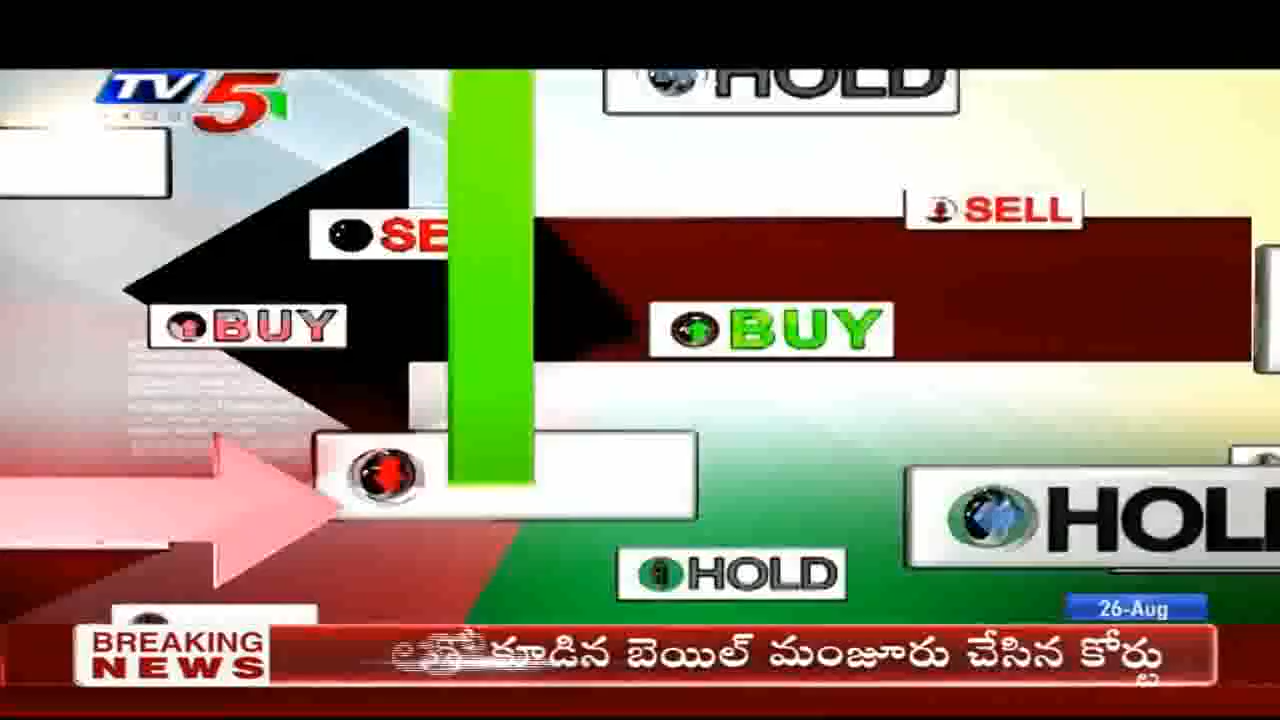 TV5
HOLD
SELL
SE
BUY
BUY
HOLD
HOL
26-Aug
BREAKING
NEWS
కూడిన బెయిల్ మంజూరు చేసిన కోర్టు